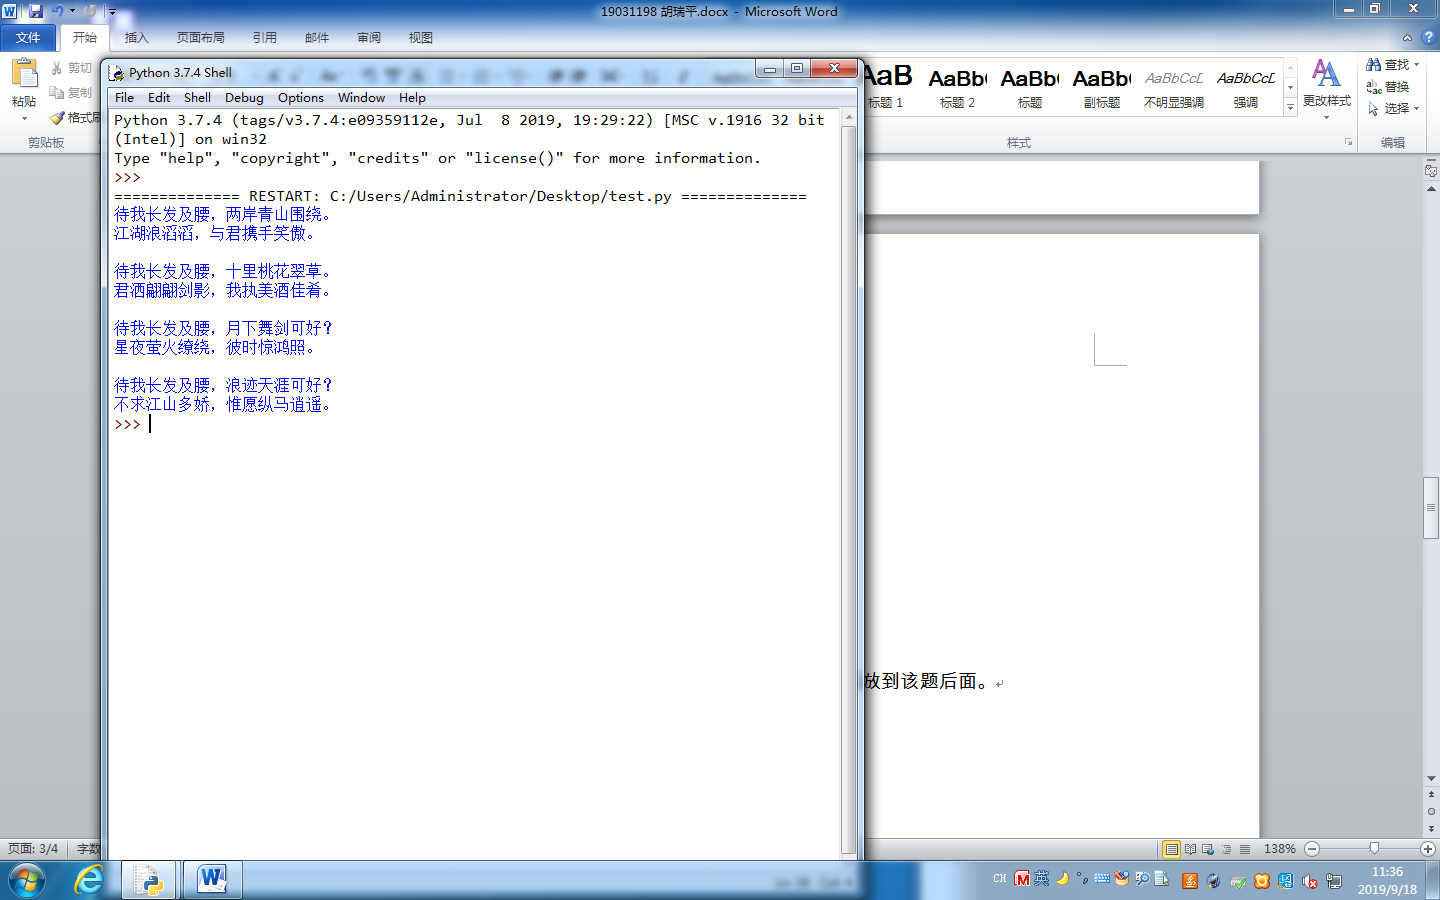 19031198 胡瑞平.docx - Microsoft Word
文件 开始 插入 页面布局 引用 邮件 审阅 视图
粘贴
剪切
复制
格式刷
剪贴板
Python 3.7.4 Shell
File Edit Shell Debug Options Window Help
Python 3.7.4 (tags/v3.7.4:e09359112e, Jul  8 2019, 19:29:22) [MSC v.1916 32 bit
(Intel)] on win32
Type "help", "copyright", "credits" or "license()" for more information.
>>>
============== RESTART: C:/Users/Administrator/Desktop/test.py ==============
待我长发及腰，两岸青山围绕。
江湖浪滔滔，与君携手笑傲。
待我长发及腰，十里桃花翠草。
君洒翩翩剑影，我执美酒佳肴。
待我长发及腰，月下舞剑可好？
星夜萤火缭绕，彼时惊鸿照。
待我长发及腰，浪迹天涯可好？
不求江山多娇，惟愿纵马逍遥。
>>>
AaB AaBb AaBb AaBb AaBbCcD AaBbCcD
标题 1 标题 2 标题 副标题 不明显强调 强调
更改样式
样式
查找
替换
选择
编辑
放到该题后面。
页面: 3/4 字数
138%
CH 英
11:36
2019/9/18